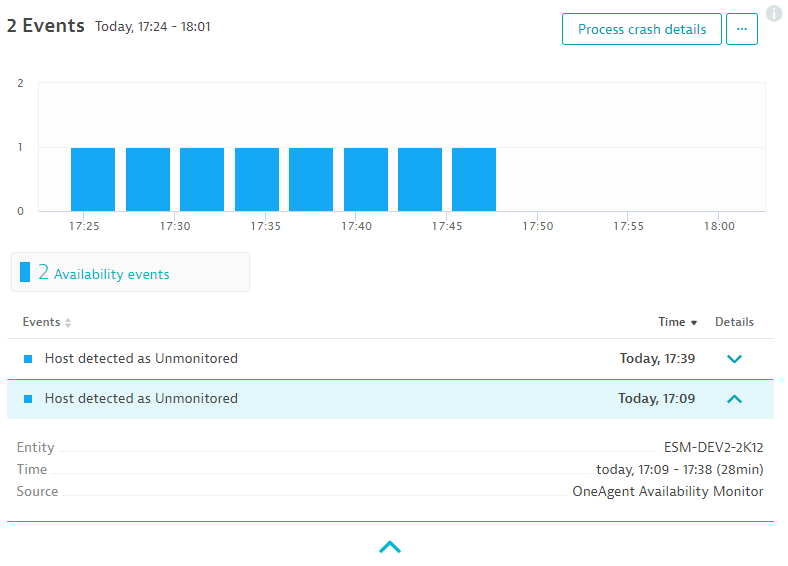 2 Events Today, 17:24 - 18:01 Process crash details ... i
2
1
0
17:25 17:30 17:35 17:40 17:45 17:50 17:55 18:00
2 Availability events
Events Time Details
Host detected as Unmonitored Today, 17:39
Host detected as Unmonitored Today, 17:09
Entity ESM-DEV2-2K12
Time today, 17:09 - 17:38 (28min)
Source OneAgent Availability Monitor